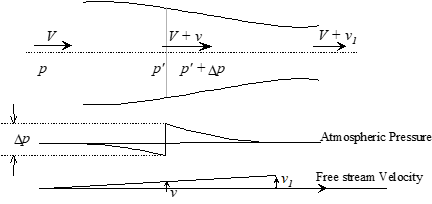 V V + v V + v₁
p p' p' + Δp
Δp Atmospheric Pressure
v₁ Free stream Velocity
v